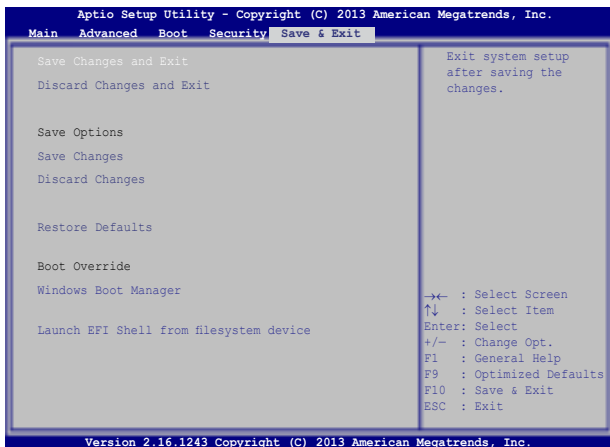 Aptio Setup Utility - Copyright (C) 2013 American Megatrends, Inc.
Main Advanced Boot Security Save & Exit
Save Changes and Exit
Discard Changes and Exit
Save Options
Save Changes
Discard Changes
Restore Defaults
Boot Override
Windows Boot Manager
Launch EFI Shell from filesystem device
Exit system setup
after saving the
changes.
→← : Select Screen
↑↓ : Select Item
Enter: Select
+/— : Change Opt.
F1 : General Help
F9 : Optimized Defaults
F10 : Save & Exit
ESC : Exit
Version 2.16.1243 Copyright (C) 2013 American Megatrends, Inc.